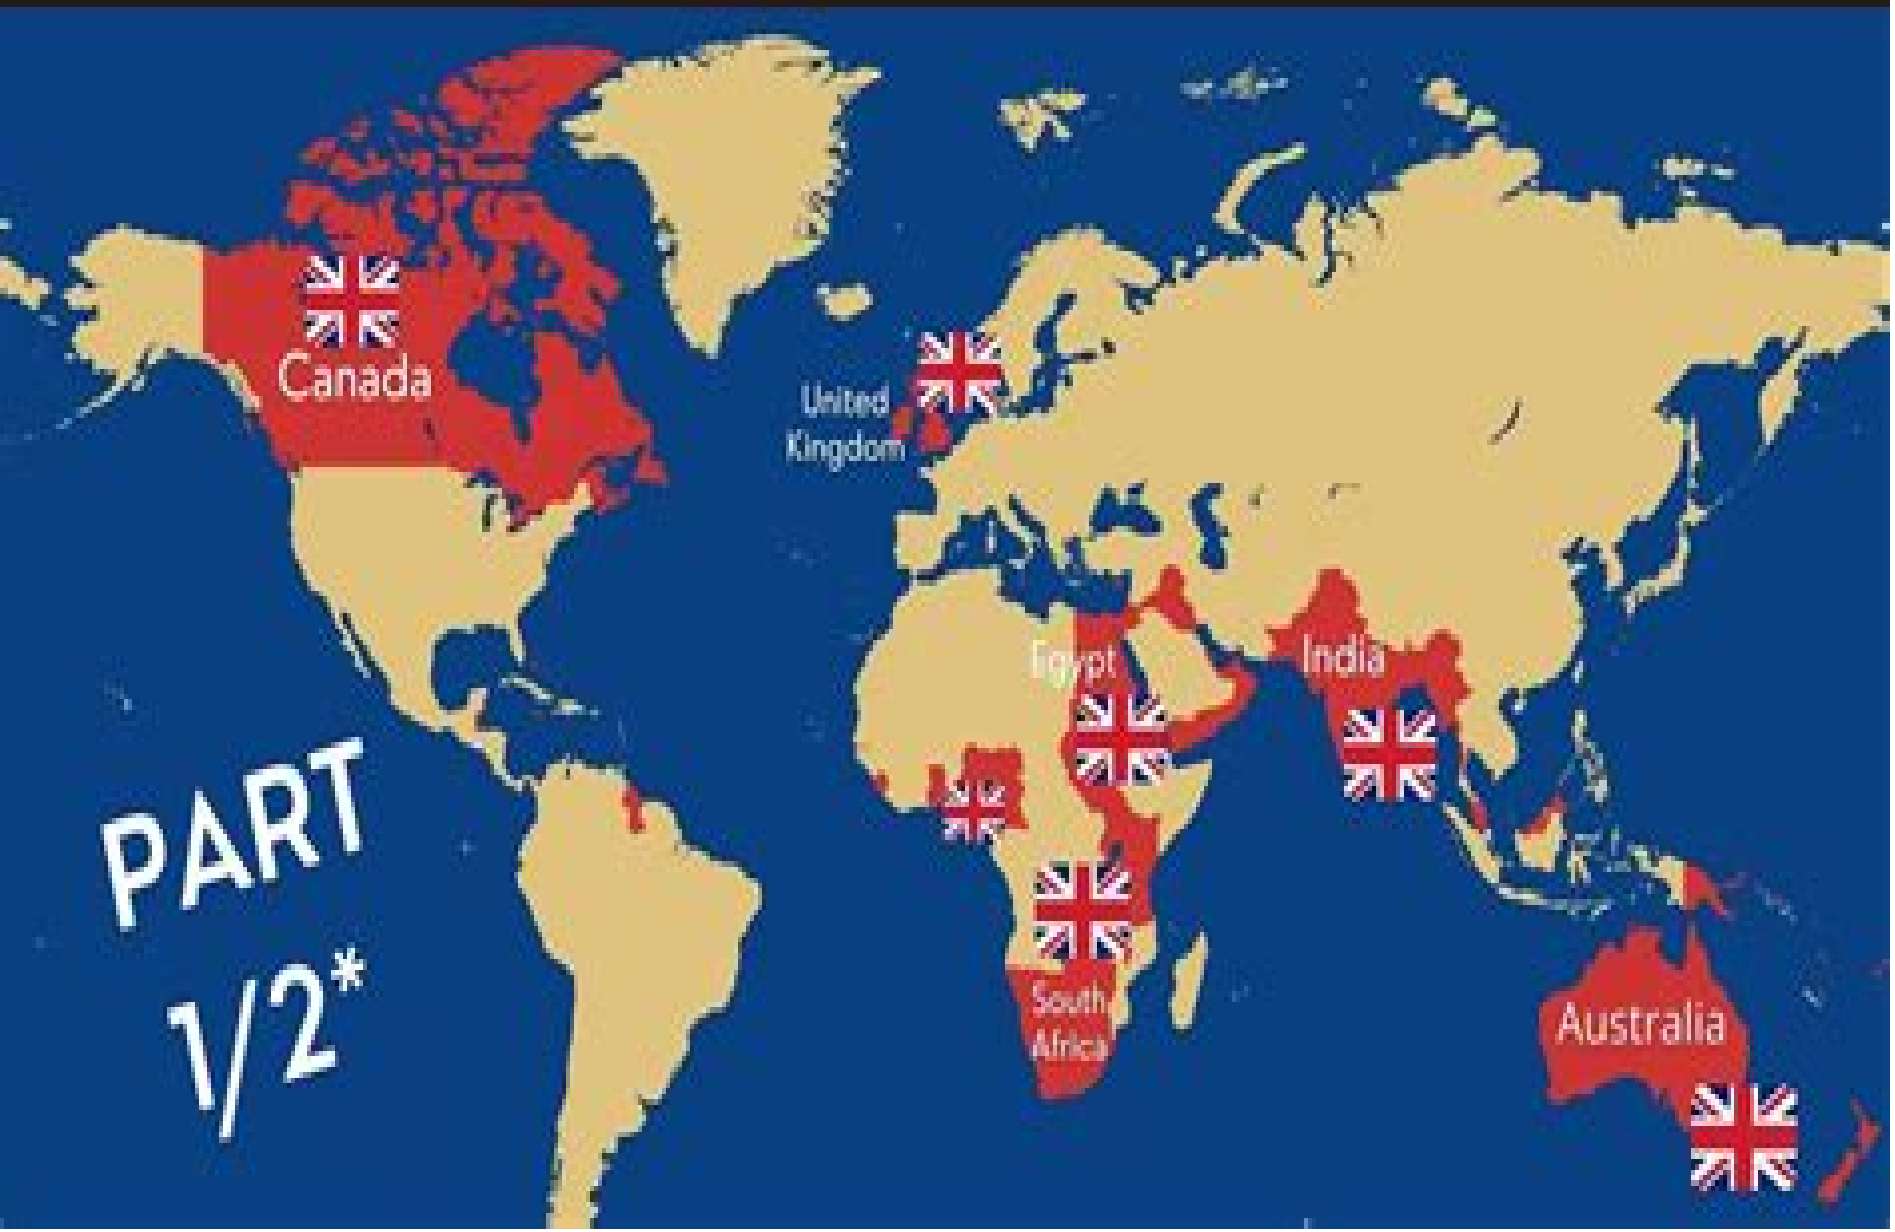 Canada
United
Kingdom
Egypt
India
PART
1/2*
South
Africa
Australia